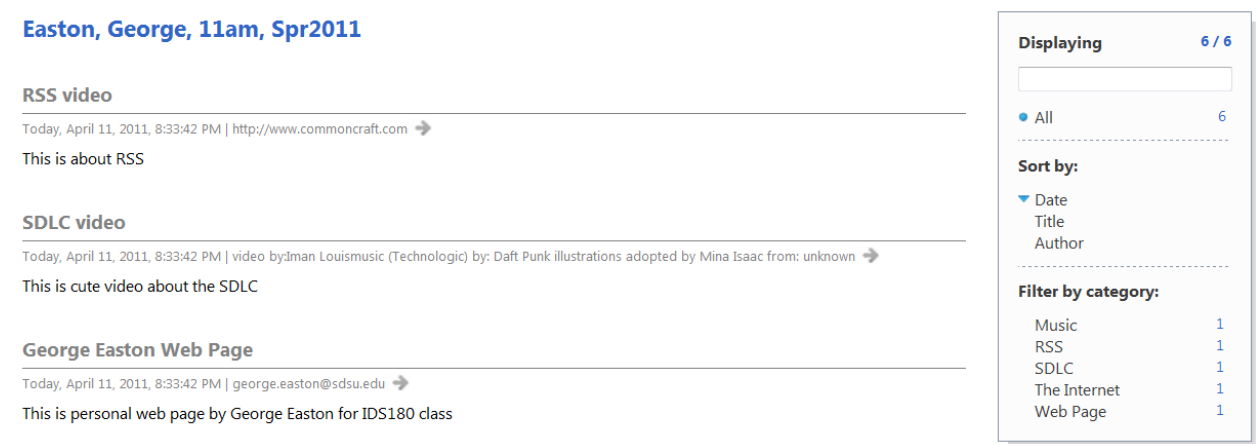 Easton, George, 11am, Spr2011
RSS video
Today, April 11, 2011, 8:33:42 PM | http://www.commoncraft.com
This is about RSS
SDLC video
Today, April 11, 2011, 8:33:42 PM | video by:Iman Louismusic (Technologic) by: Daft Punk illustrations adopted by Mina Isaac from: unknown
This is cute video about the SDLC
George Easton Web Page
Today, April 11, 2011, 8:33:42 PM | george.easton@sdsu.edu
This is personal web page by George Easton for IDS180 class
Displaying 6 / 6
All 6
Sort by:
Date
Title
Author
Filter by category:
Music 1
RSS 1
SDLC 1
The Internet 1
Web Page 1